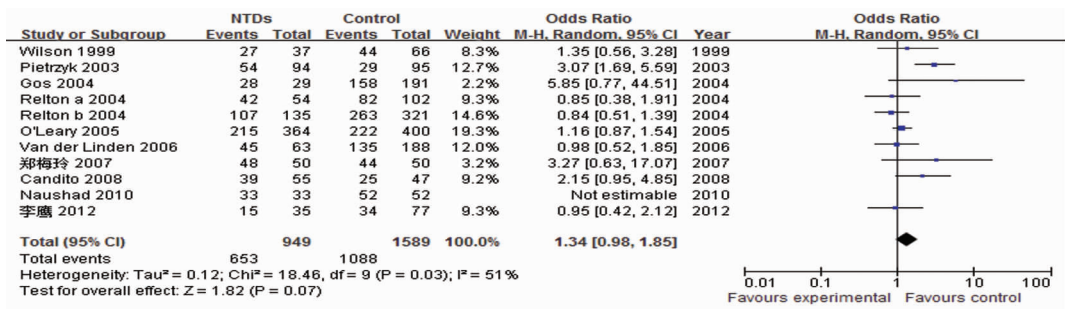 NTDs Control Odds Ratio Odds Ratio
Study or Subgroup Events Total Events Total Weight M-H, Random, 95% CI Year M-H, Random, 95% CI
Wilson 1999 27 37 44 66 8.3% 1.35 [0.56, 3.28] 1999
Pietrzyk 2003 54 94 29 95 12.7% 3.07 [1.69, 5.59] 2003
Gos 2004 28 29 158 191 2.2% 5.85 [0.77, 44.51] 2004
Relton a 2004 42 54 82 102 9.3% 0.85 [0.38, 1.91] 2004
Relton b 2004 107 135 263 321 14.6% 0.84 [0.51, 1.39] 2004
O'Leary 2005 215 364 222 400 19.3% 1.16 [0.87, 1.54] 2005
Van der Linden 2006 45 63 135 188 12.0% 0.98 [0.52, 1.85] 2006
郑梅玲 2007 48 50 44 50 3.2% 3.27 [0.63, 17.07] 2007
Candito 2008 39 55 25 47 9.2% 2.15 [0.95, 4.85] 2008
Naushad 2010 33 33 52 52 Not estimable 2010
李鹰 2012 15 35 34 77 9.3% 0.95 [0.42, 2.12] 2012
Total (95% CI) 949 1589 100.0% 1.34 [0.98, 1.85]
Total events 653 1088
Heterogeneity: Tau² = 0.12; Chi² = 18.46, df = 9 (P = 0.03); I² = 51%
Test for overall effect: Z = 1.82 (P = 0.07)
0.01 0.1 1 10 100
Favours experimental Favours control